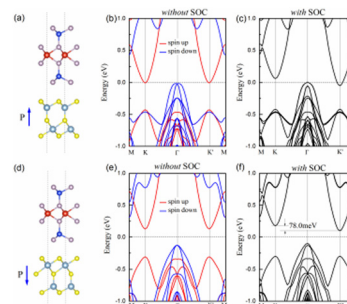 (a)
P
(b)
without SOC
Energy (eV)
1.0
0.5
0.0
-0.5
-1.0
spin up
spin down
M K Γ K' M
(c)
with SOC
Energy (eV)
1.0
0.5
0.0
-0.5
-1.0
M K Γ K' M
(d)
P
(e)
without SOC
Energy (eV)
1.0
0.5
0.0
-0.5
-1.0
spin up
spin down
M K Γ K' M
(f)
with SOC
Energy (eV)
1.0
0.5
0.0
-0.5
-1.0
78.0meV
M K Γ K' M